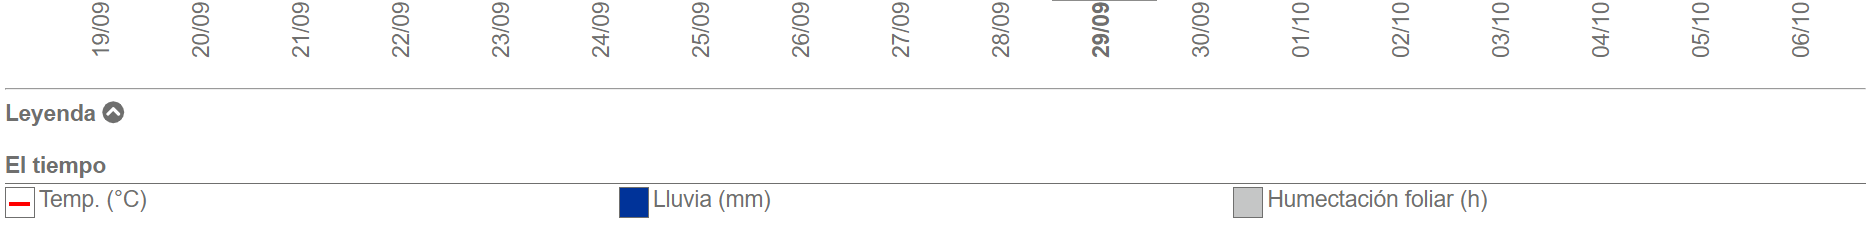 19/09 20/09 21/09 22/09 23/09 24/09 25/09 26/09 27/09 28/09 29/09 30/09 01/10 02/10 03/10 04/10 05/10 06/10
Leyenda
El tiempo
Temp. (°C) Lluvia (mm) Humectación foliar (h)